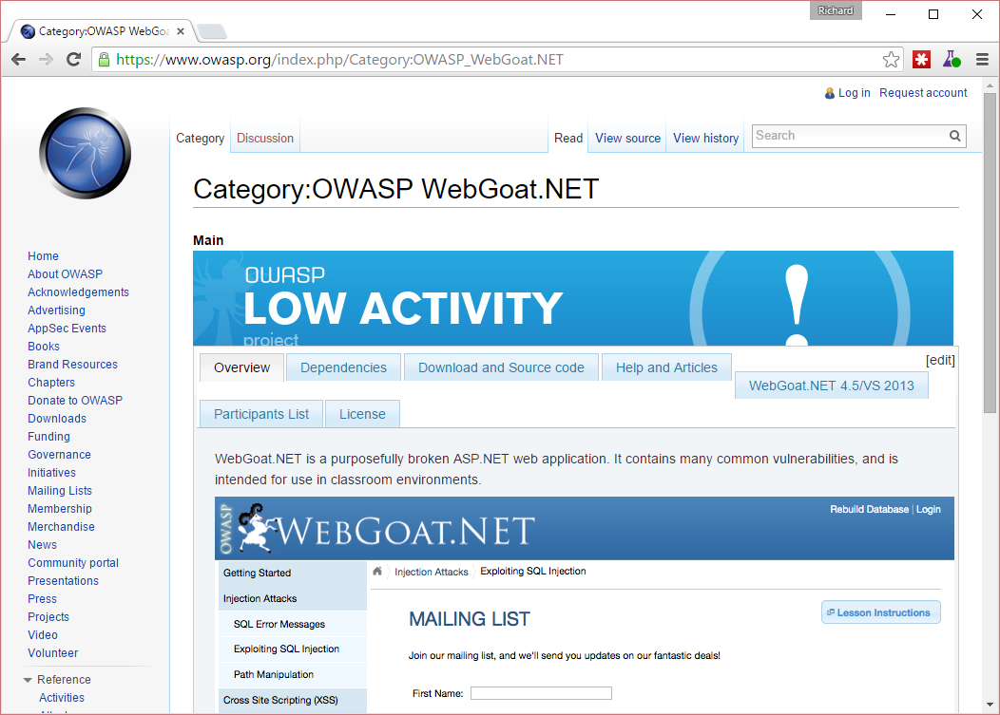 Richard
Category:OWASP WebGoa
https://www.owasp.org/index.php/Category:OWASP_WebGoat.NET
Log in Request account
Category Discussion Read View source View history Search
Category:OWASP WebGoat.NET
Main
OWASP
LOW ACTIVITY
project
Home
About OWASP
Acknowledgements
Advertising
AppSec Events
Books
Brand Resources
Chapters
Donate to OWASP
Downloads
Funding
Governance
Initiatives
Mailing Lists
Membership
Merchandise
News
Community portal
Presentations
Press
Projects
Video
Volunteer
Reference
Activities
[edit]
Overview Dependencies Download and Source code Help and Articles
WebGoat.NET 4.5/VS 2013
Participants List License
WebGoat.NET is a purposefully broken ASP.NET web application. It contains many common vulnerabilities, and is
intended for use in classroom environments.
OWASP WEBGOAT.NET
Rebuild Database | Login
Getting Started
Injection Attacks
SQL Error Messages
Exploiting SQL Injection
Path Manipulation
Cross Site Scripting (XSS)
Injection Attacks Exploiting SQL Injection
MAILING LIST
Lesson Instructions
Join our mailing list, and we'll send you updates on our fantastic deals!
First Name: